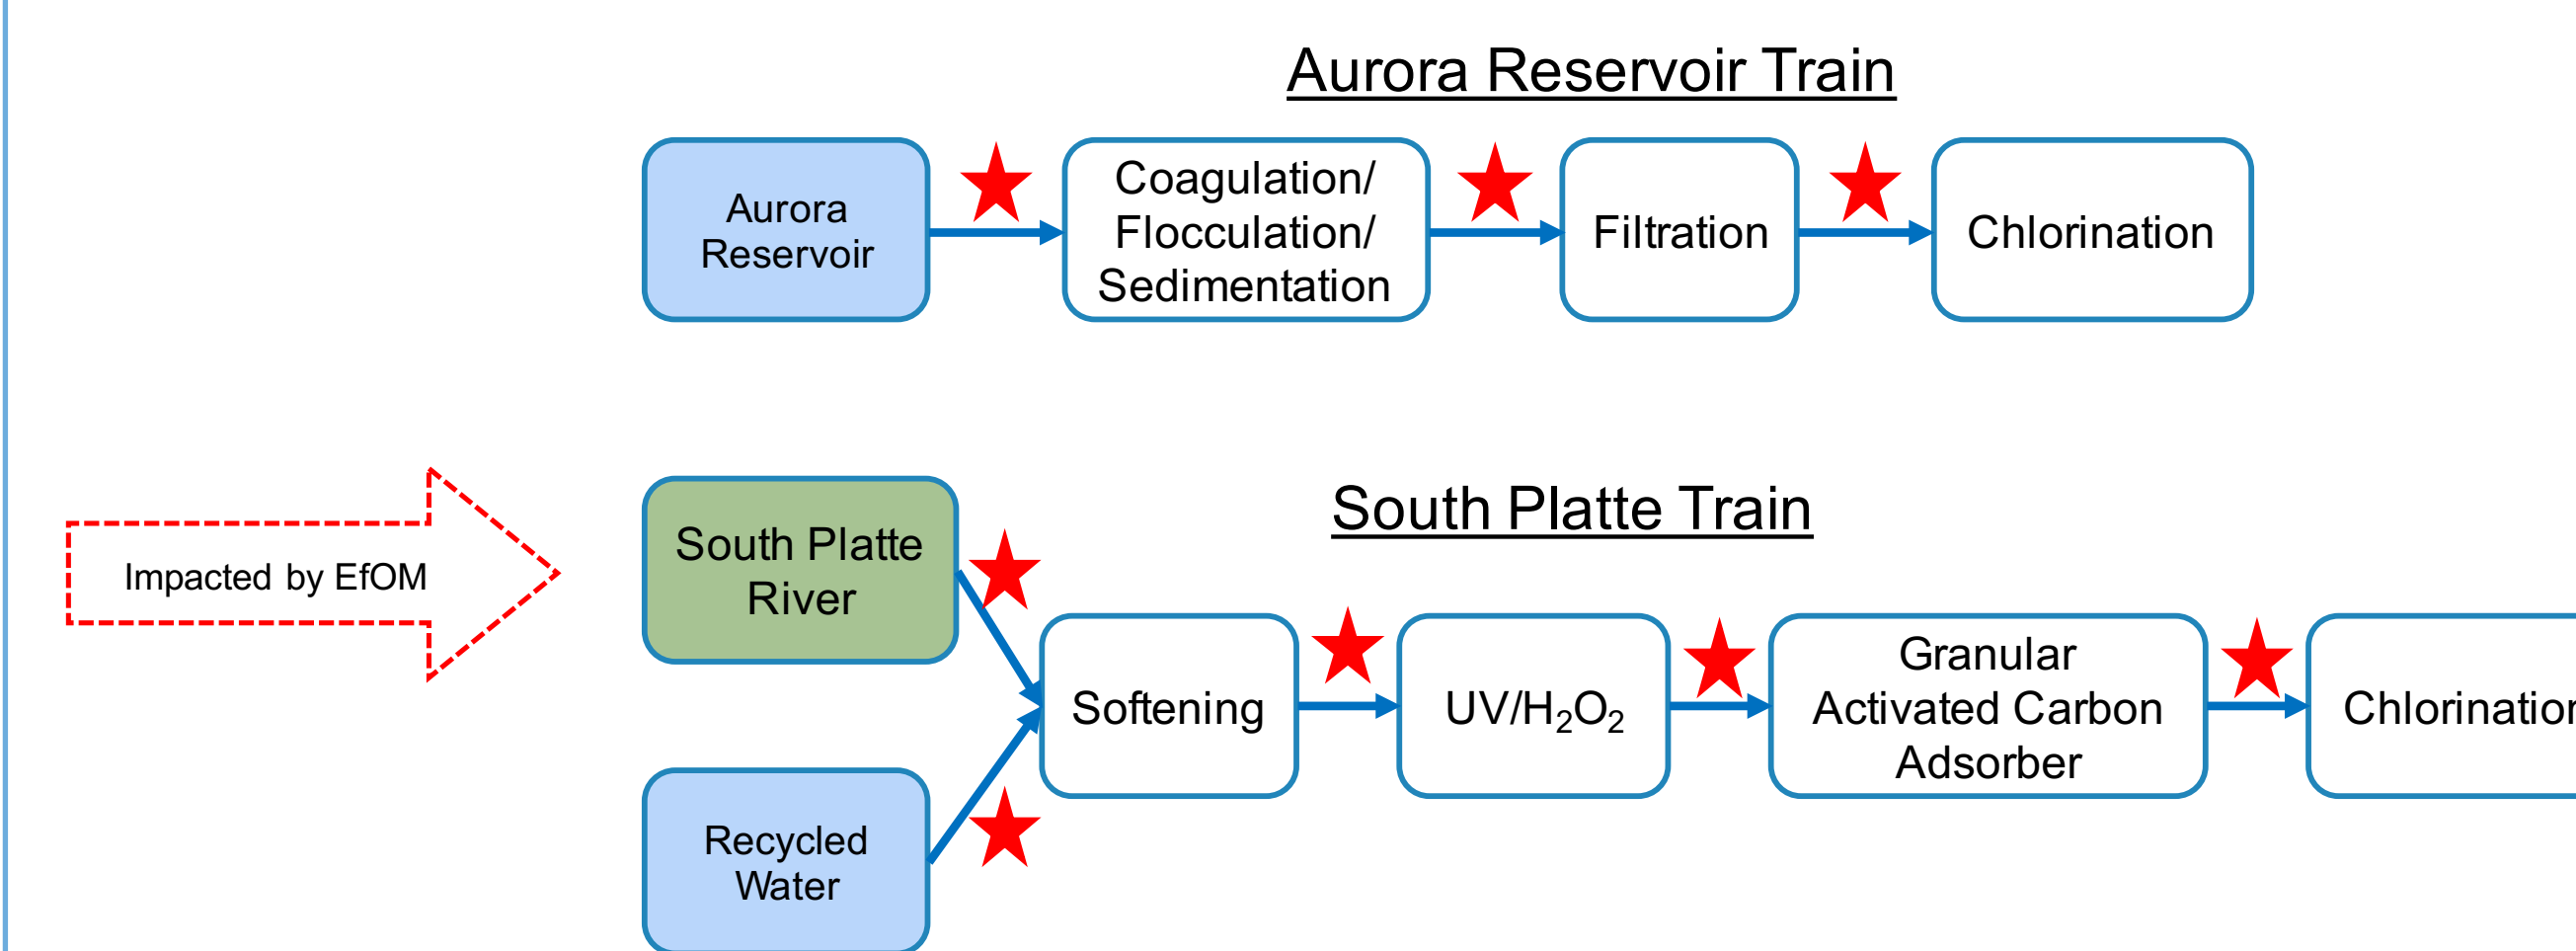 Aurora Reservoir Train
Aurora
Reservoir
Coagulation/
Flocculation/
Sedimentation
Filtration
Chlorination
Impacted by EfOM
South Platte
River
South Platte Train
Recycled
Water
Softening
UV/H₂O₂
Granular
Activated Carbon
Adsorber
Chlorination